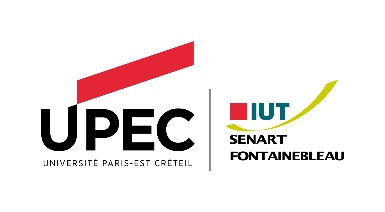 UPEC
UNIVERSITÉ PARIS-EST CRÉTEIL
IUT
SENART
FONTAINEBLEAU